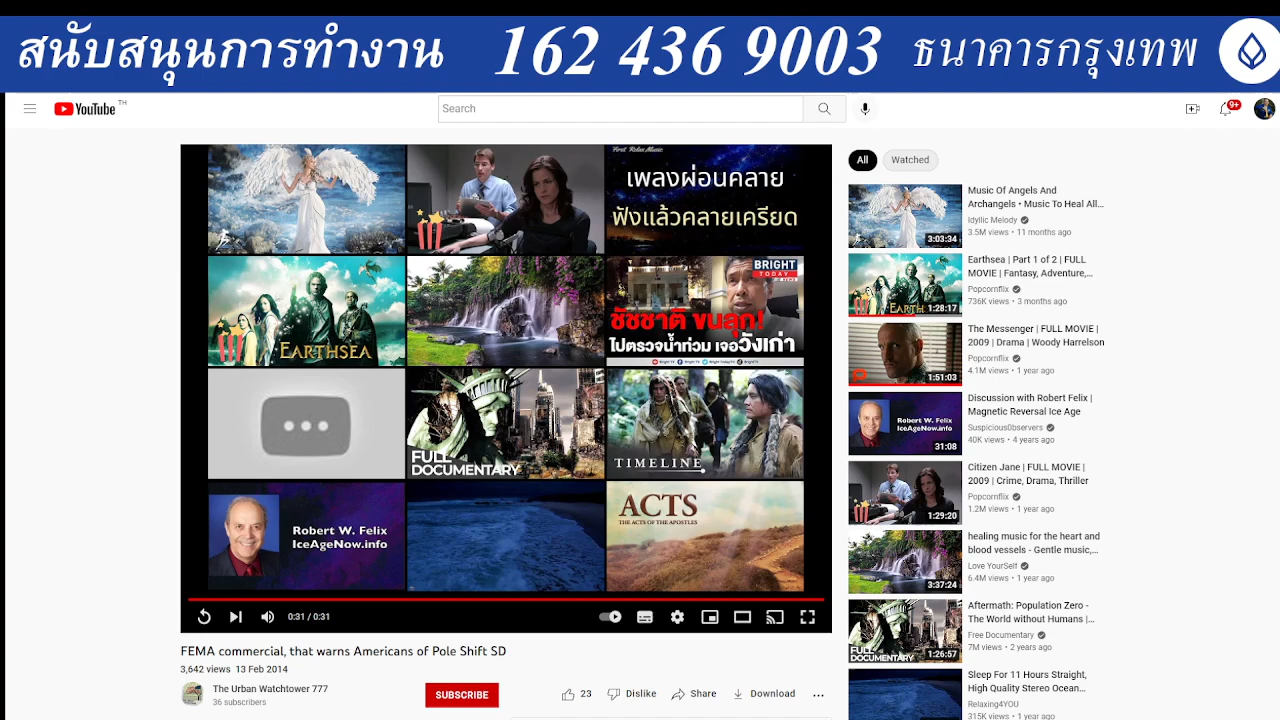 สนับสนุนการทำงาน 162 436 9003 ธนาคารกรุงเทพ
YouTube TH
Search
9+
First Relax Music
เพลงผ่อนคลาย
ฟังแล้วคลายเครียด
EARTHSEA
BRIGHT
TODAY
ชัชชาติ ขนลุก!
ไปตรวจน้ำท่วม เจอวังเก่า
FULL
DOCUMENTARY
TIMELINE
Robert W. Felix
IceAgeNow.info
ACTS
THE ACTS OF THE APOSTLES
0:31 / 0:31
FEMA commercial, that warns Americans of Pole Shift SD
3,642 views 13 Feb 2014
The Urban Watchtower 777
36 subscribers
SUBSCRIBE
23 Dislike Share Download ...
All Watched
3:03:34
Music Of Angels And
Archangels • Music To Heal All...
Idyllic Melody
3.5M views • 11 months ago
EARTH
1:28:17
Earthsea | Part 1 of 2 | FULL
MOVIE | Fantasy, Adventure,...
Popcornflix
736K views • 3 months ago
1:51:03
The Messenger | FULL MOVIE |
2009 | Drama | Woody Harrelson
Popcornflix
4.1M views • 1 year ago
Robert W. Felix
IceAgeNow.info
31:08
Discussion with Robert Felix |
Magnetic Reversal Ice Age
Suspicious0bservers
40K views • 4 years ago
1:29:20
Citizen Jane | FULL MOVIE |
2009 | Crime, Drama, Thriller
Popcornflix
1.2M views • 1 year ago
3:37:24
healing music for the heart and
blood vessels - Gentle music,...
Love YourSelf
6.4M views • 1 year ago
FULL
DOCUMENTARY
1:26:57
Aftermath: Population Zero -
The World without Humans |...
Free Documentary
7M views • 2 years ago
Sleep For 11 Hours Straight,
High Quality Stereo Ocean...
Relaxing4YOU
315K views • 1 year ago